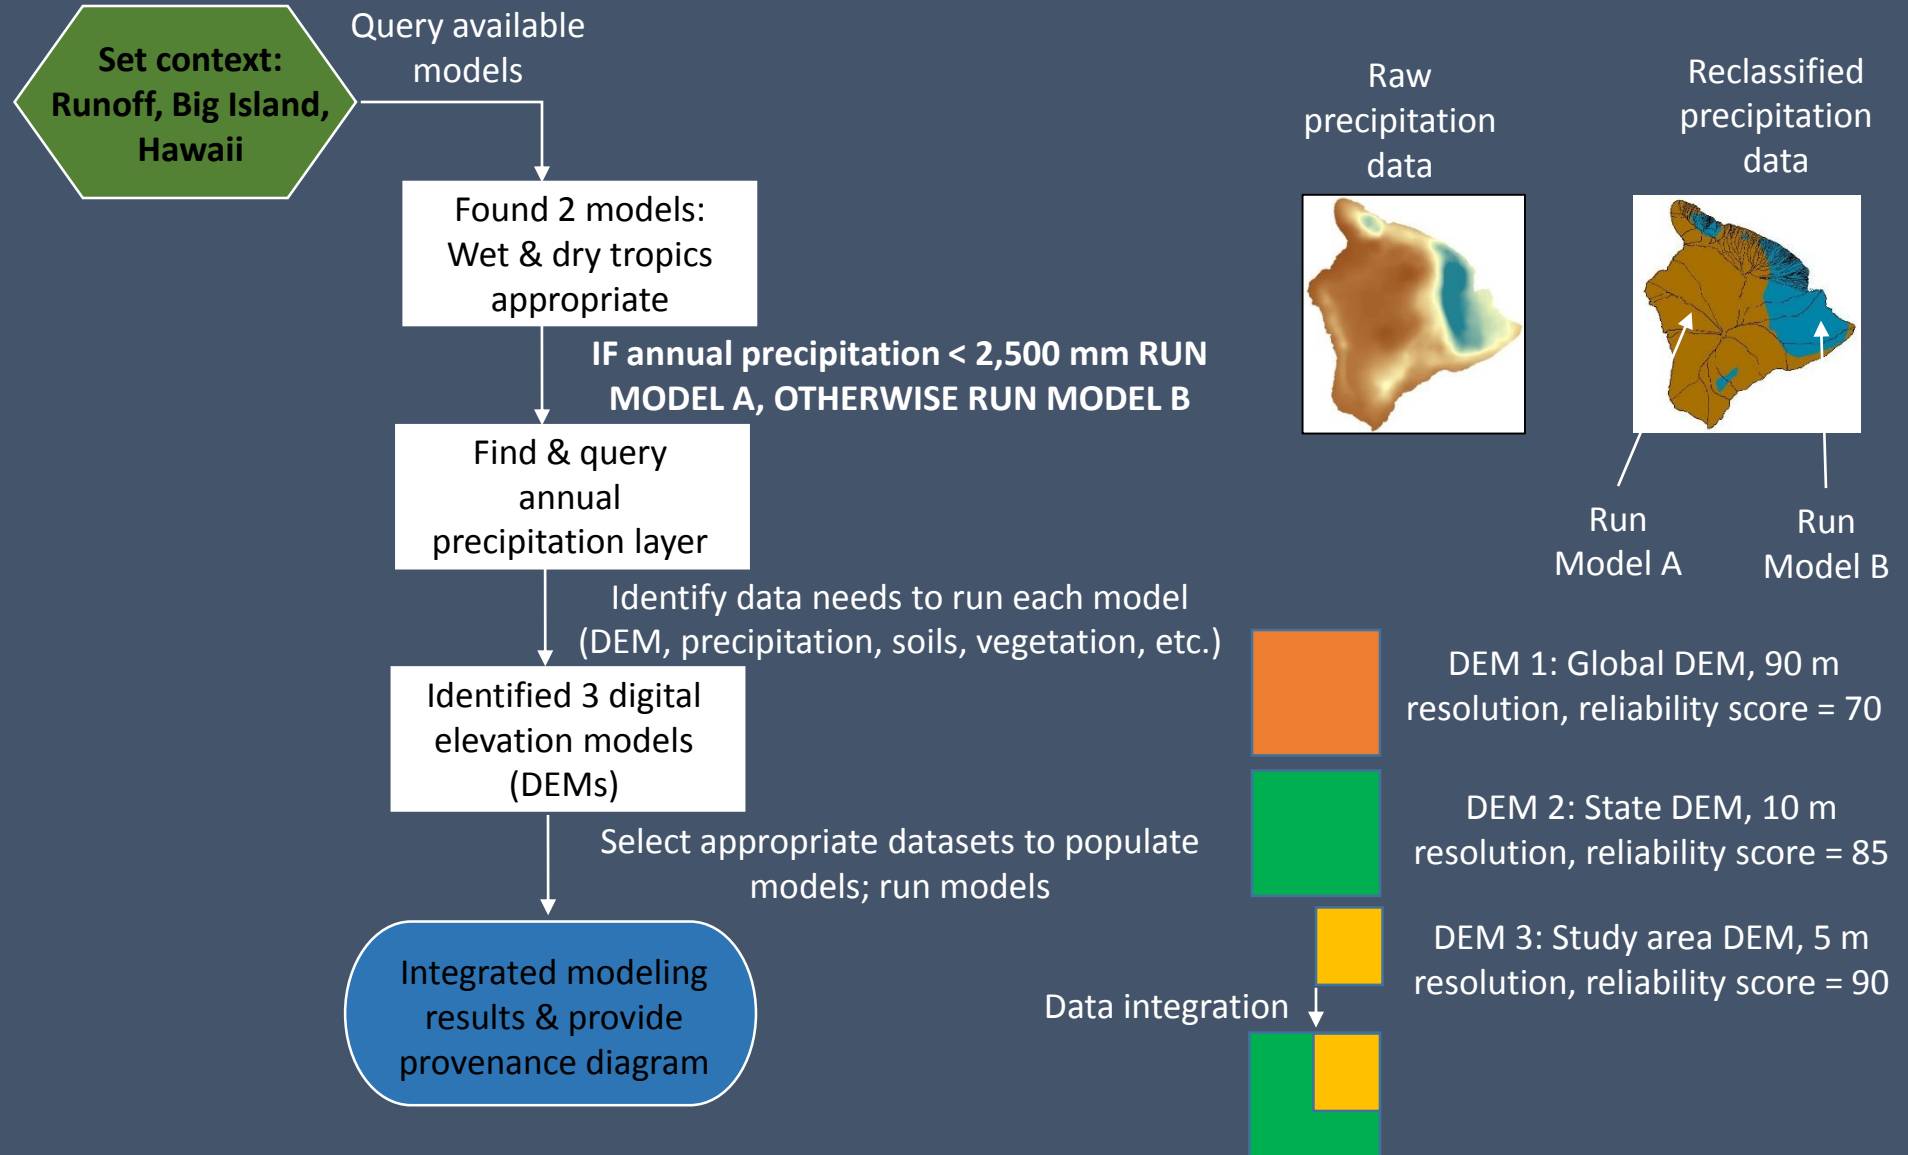 Set context:
Runoff, Big Island,
Hawaii
Query available
models
Found 2 models:
Wet & dry tropics
appropriate
IF annual precipitation < 2,500 mm RUN
MODEL A, OTHERWISE RUN MODEL B
Find & query
annual
precipitation layer
Identify data needs to run each model
(DEM, precipitation, soils, vegetation, etc.)
Identified 3 digital
elevation models
(DEMs)
Select appropriate datasets to populate
models; run models
Integrated modeling
results & provide
provenance diagram
Raw
precipitation
data
Reclassified
precipitation
data
Run
Model A
Run
Model B
DEM 1: Global DEM, 90 m
resolution, reliability score = 70
DEM 2: State DEM, 10 m
resolution, reliability score = 85
DEM 3: Study area DEM, 5 m
resolution, reliability score = 90
Data integration